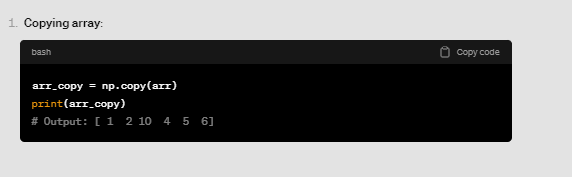 1. Copying array:
bash
Copy code
arr_copy = np.copy(arr)
print(arr_copy)
# Output: [ 1  2 10  4  5  6]